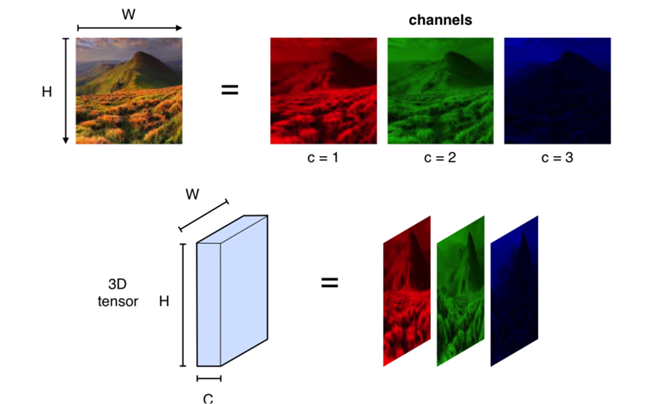 W
channels
H
=
c = 1
c = 2
c = 3
W
3D
tensor
H
=
C